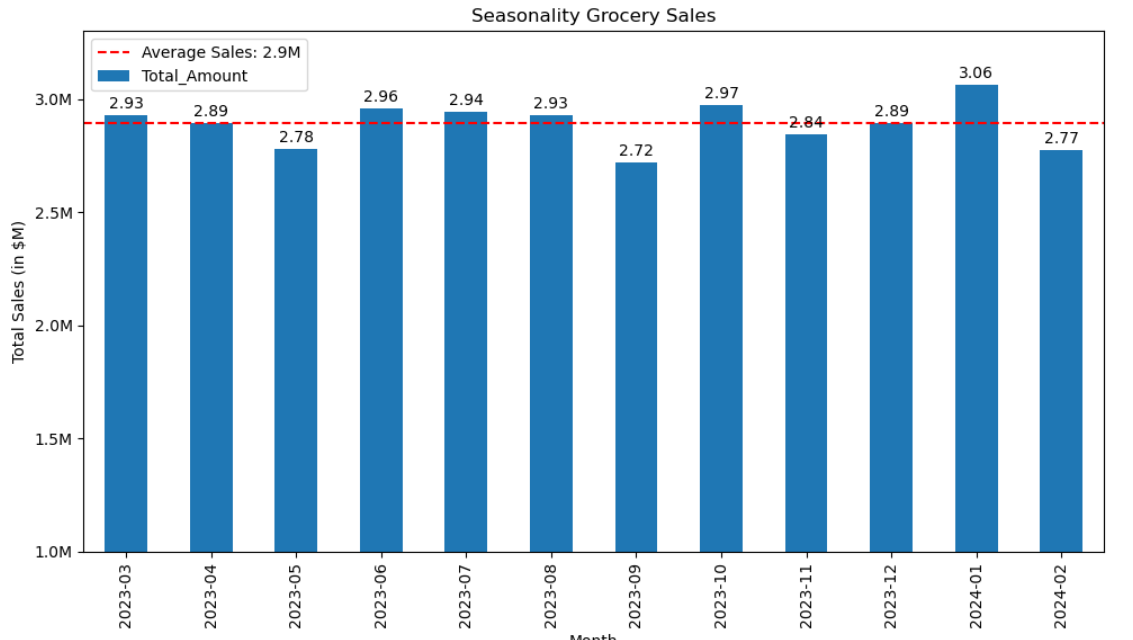 Seasonality Grocery Sales
Average Sales: 2.9M
Total_Amount
Total Sales (in $M)
3.0M
2.5M
2.0M
1.5M
1.0M
2.93
2.89
2.78
2.96
2.94
2.93
2.72
2.97
2.84
2.89
3.06
2.77
2023-03
2023-04
2023-05
2023-06
2023-07
2023-08
2023-09
2023-10
2023-11
2023-12
2024-01
2024-02
Month